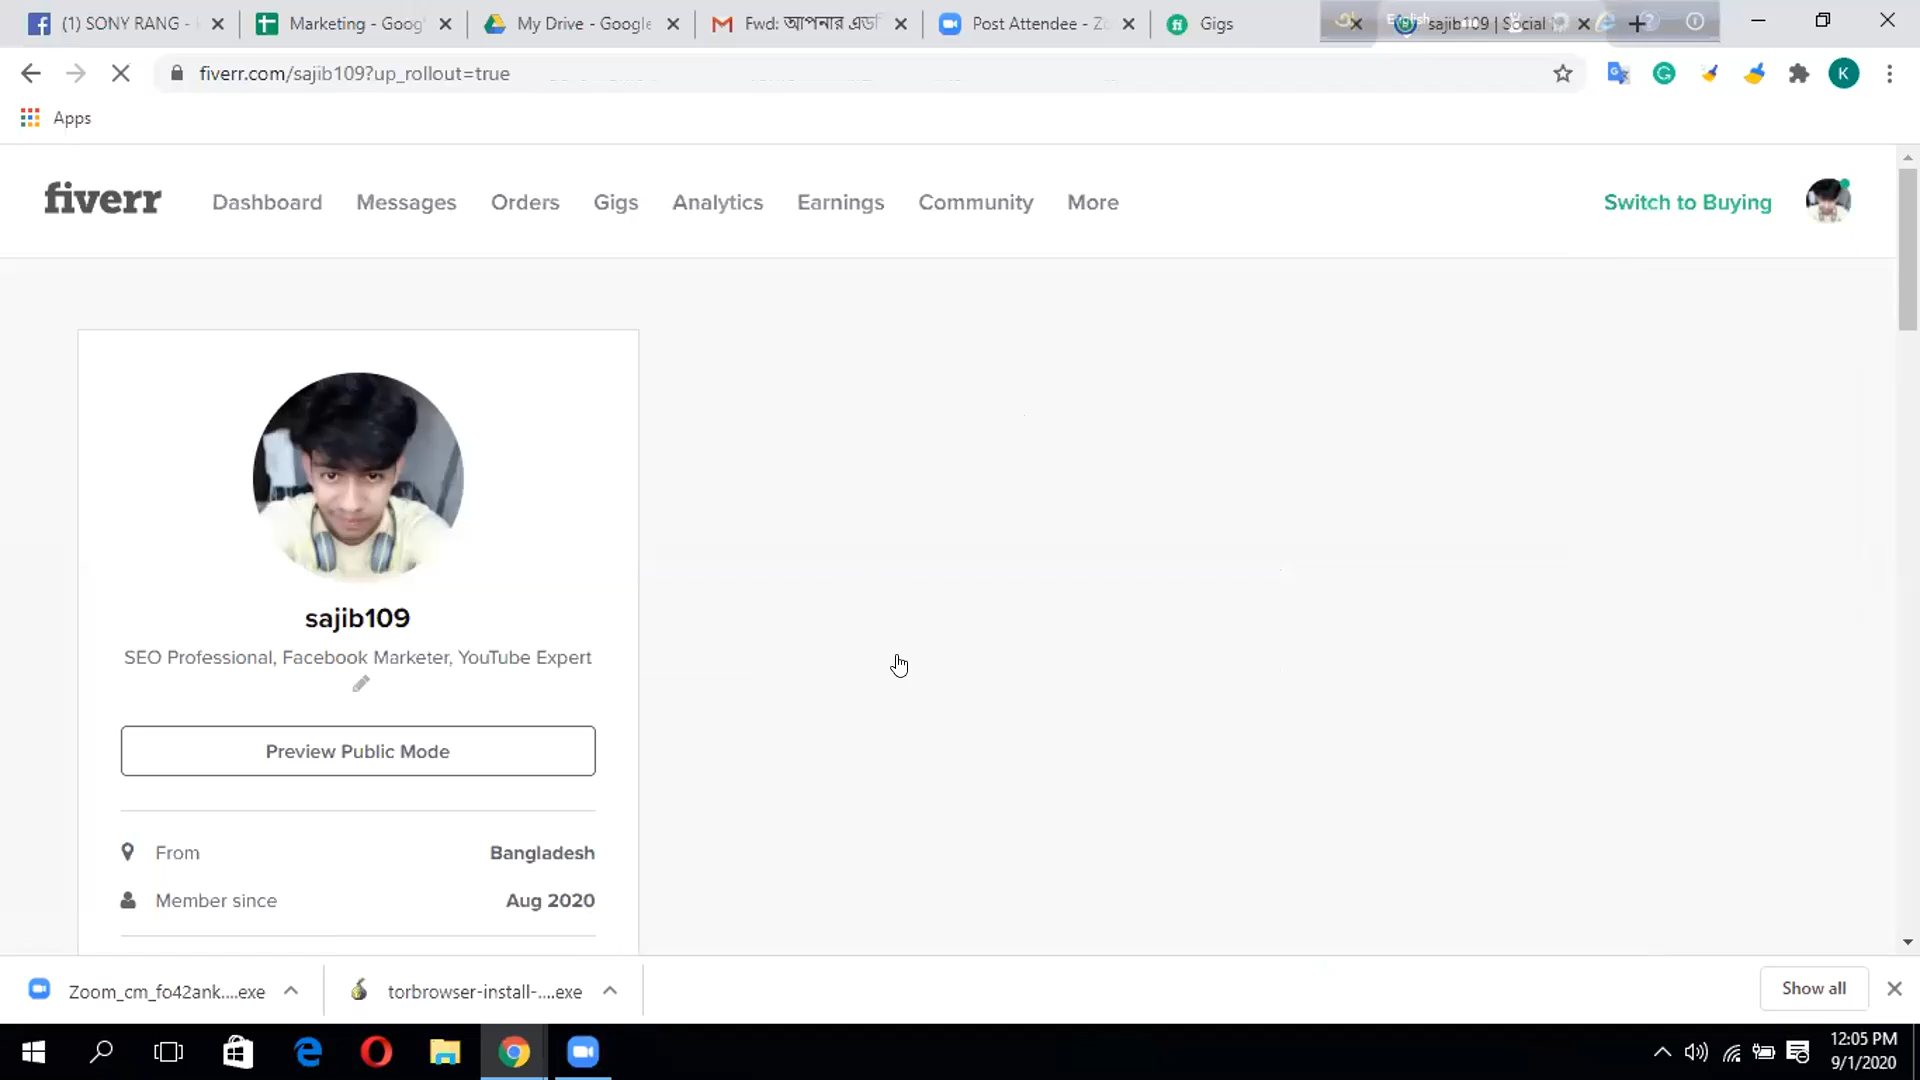 (1) SONY RANG -
Marketing - Goog
My Drive - Google
Fwd: আপনার এডি
Post Attendee - Zo
Gigs
English
sajib109 | Social
fiverr.com/sajib109?up_rollout=true
K
Apps
fiverr
Dashboard
Messages
Orders
Gigs
Analytics
Earnings
Community
More
Switch to Buying
sajib109
SEO Professional, Facebook Marketer, YouTube Expert
Preview Public Mode
From
Bangladesh
Member since
Aug 2020
Zoom_cm_fo42ank....exe
torbrowser-install-....exe
Show all
12:05 PM
9/1/2020